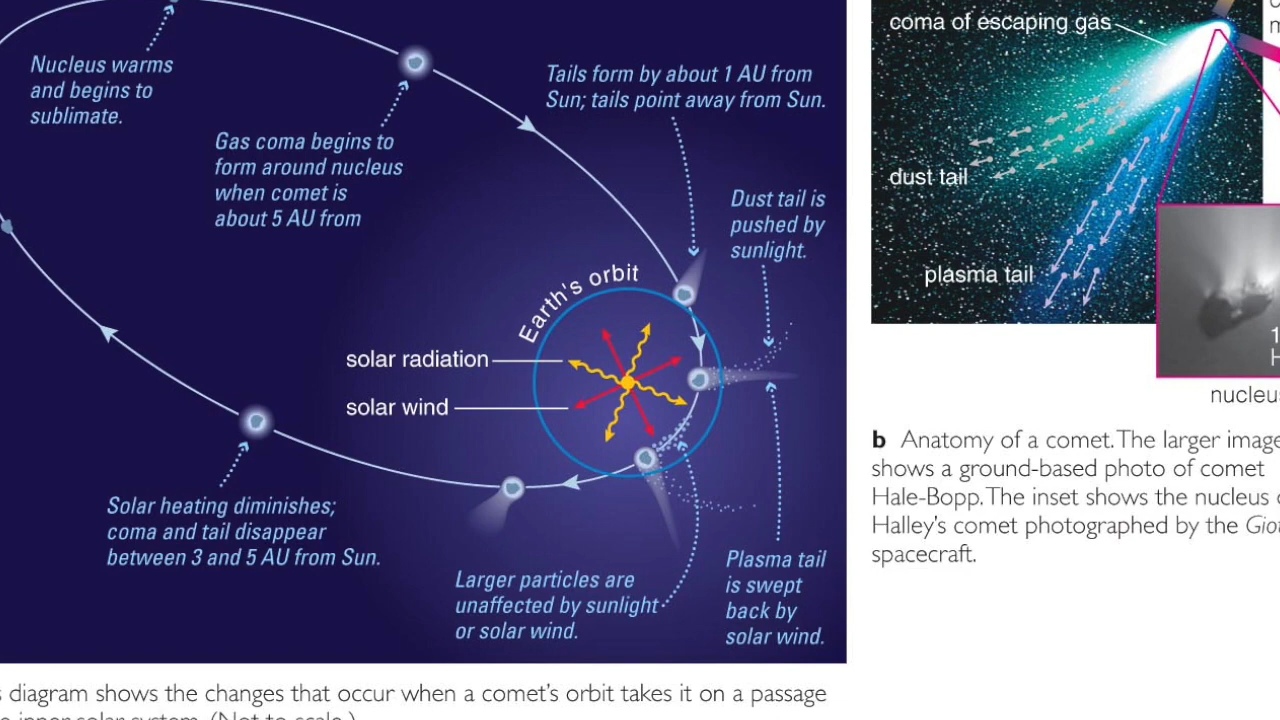 Nucleus warms
and begins to
sublimate.
Gas coma begins to
form around nucleus
when comet is
about 5 AU from
Tails form by about 1 AU from
Sun; tails point away from Sun.
Dust tail is
pushed by
sunlight.
Earth's orbit
solar radiation
solar wind
Solar heating diminishes;
coma and tail disappear
between 3 and 5 AU from Sun.
Larger particles are
unaffected by sunlight
or solar wind.
Plasma tail
is swept
back by
solar wind.
diagram shows the changes that occur when a comet's orbit takes it on a passage
inner solar system. (Not to scale.)
coma of escaping gas
dust tail
plasma tail
nucleus
b Anatomy of a comet. The larger image
shows a ground-based photo of comet
Hale-Bopp. The inset shows the nucleus
Halley's comet photographed by the
spacecraft.